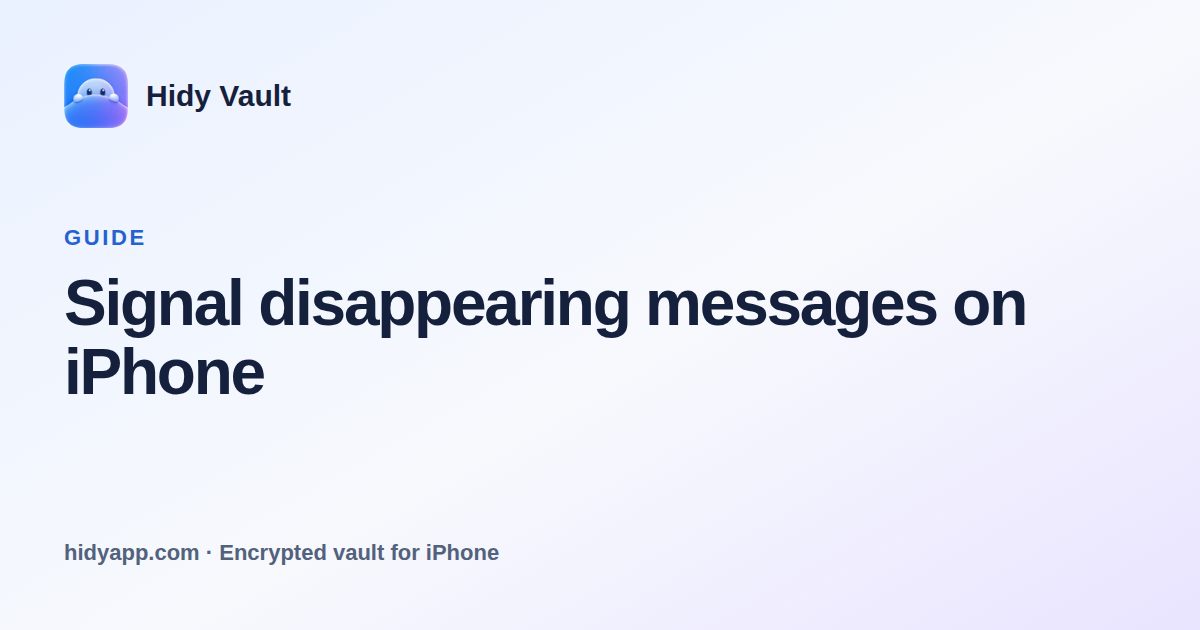 Hidy Vault
GUIDE
Signal disappearing messages on
iPhone
hidyapp.com · Encrypted vault for iPhone